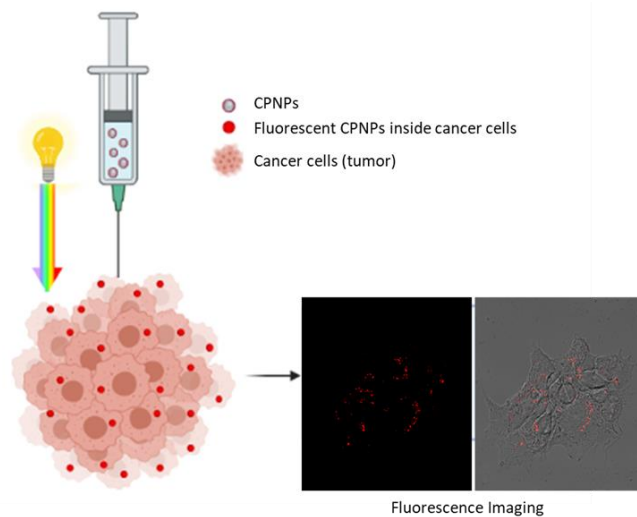 CPNPs
Fluorescent CPNPs inside cancer cells
Cancer cells (tumor)
Fluorescence Imaging